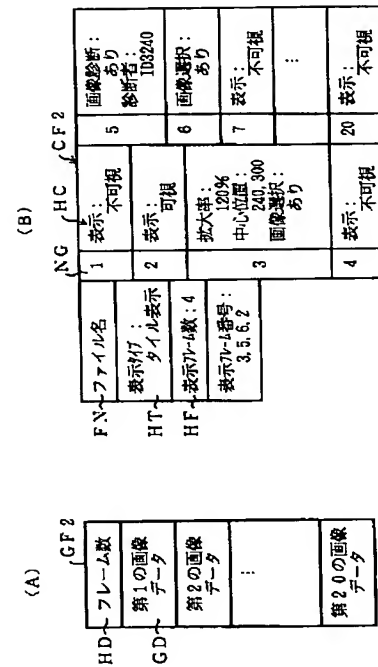 (A)
GF2
HD フレーム数
GD 第1の画像
データ
第2の画像
データ
⋮
第20の画像
データ
(B)
NG HC CF2
FN ファイル名
HT 表示タイプ:
タイル表示
HF 表示フレーム数:4
表示フレーム番号:
3,5,6,2
1 表示:
不可視
2 表示:
可視
3 拡大率:
120%
中心位置:
240,300
画像選択:
あり
4 表示:
不可視
5 画像診断:
あり
診断者:
ID3240
6 画像選択:
あり
7 表示:
不可視
⋮
20 表示:
不可視